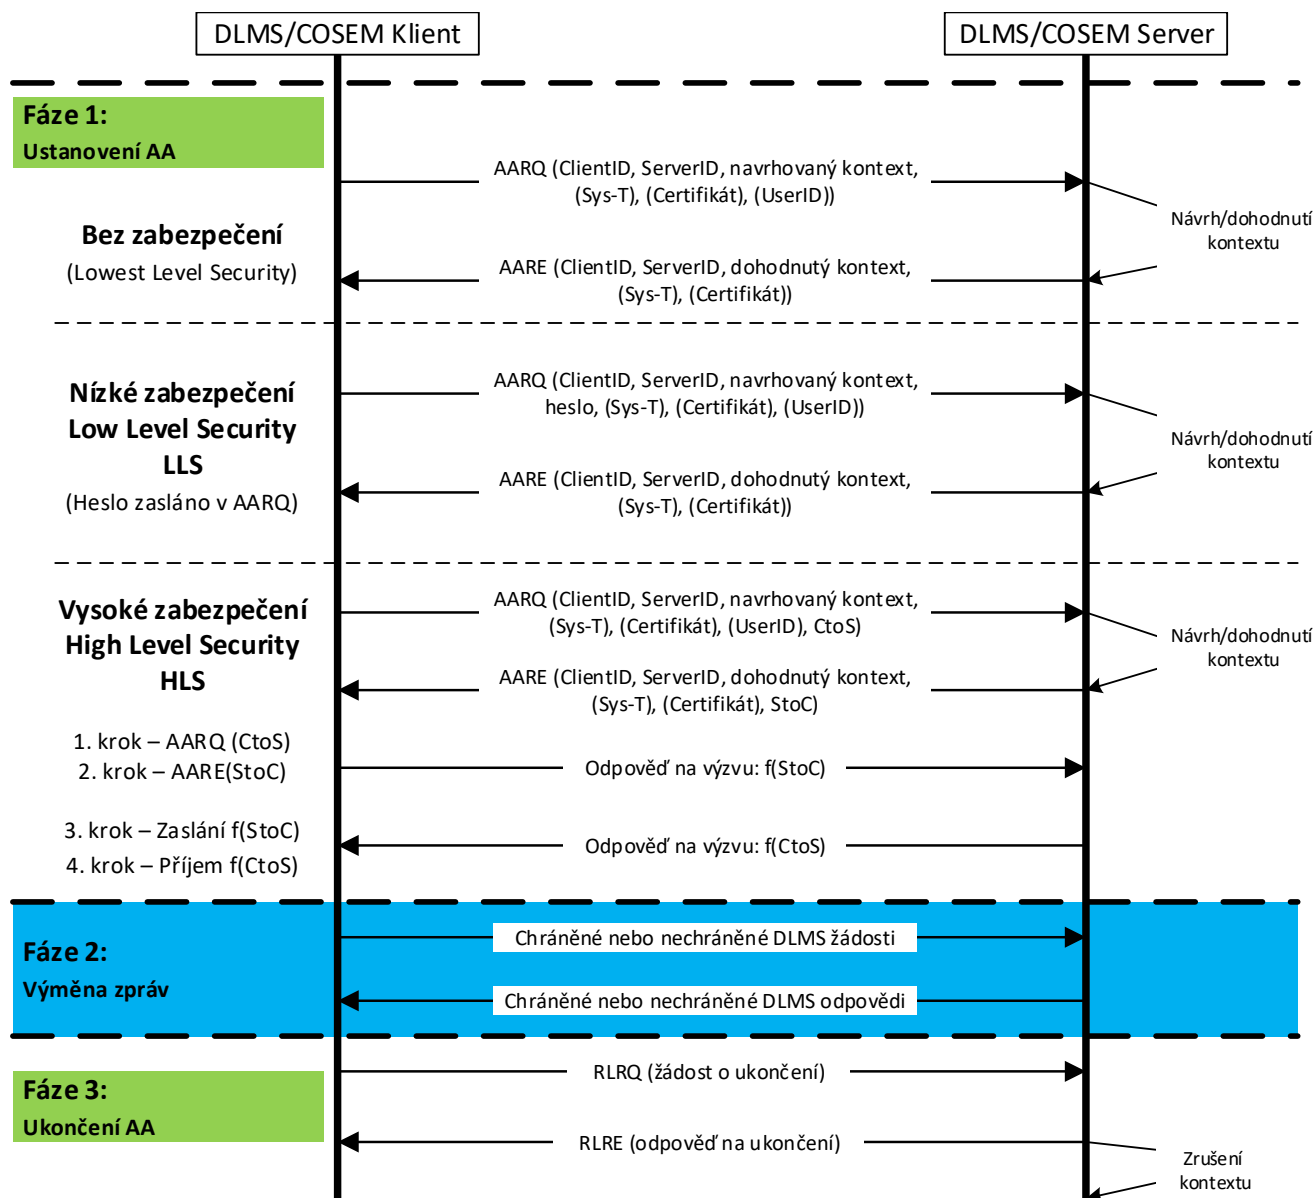 DLMS/COSEM Klient
DLMS/COSEM Server
Fáze 1:
Ustanovení AA
AARQ (ClientID, ServerID, navrhovaný kontext,
(Sys-T), (Certifikát), (UserID))
Návrh/dohodnutí
kontextu
Bez zabezpečení
(Lowest Level Security)
AARE (ClientID, ServerID, dohodnutý kontext,
(Sys-T), (Certifikát))
Nízké zabezpečení
Low Level Security
LLS
(Heslo zasláno v AARQ)
AARQ (ClientID, ServerID, navrhovaný kontext,
heslo, (Sys-T), (Certifikát), (UserID))
Návrh/dohodnutí
kontextu
AARE (ClientID, ServerID, dohodnutý kontext,
(Sys-T), (Certifikát))
Vysoké zabezpečení
High Level Security
HLS
AARQ (ClientID, ServerID, navrhovaný kontext,
(Sys-T), (Certifikát), (UserID), CtoS)
Návrh/dohodnutí
kontextu
AARE (ClientID, ServerID, dohodnutý kontext,
(Sys-T), (Certifikát), StoC)
1. krok – AARQ (CtoS)
2. krok – AARE(StoC)
Odpověď na výzvu: f(StoC)
3. krok – Zaslání f(StoC)
4. krok – Příjem f(CtoS)
Odpověď na výzvu: f(CtoS)
Fáze 2:
Výměna zpráv
Chráněné nebo nechráněné DLMS žádosti
Chráněné nebo nechráněné DLMS odpovědi
Fáze 3:
Ukončení AA
RLRQ (žádost o ukončení)
RLRE (odpověď na ukončení)
Zrušení
kontextu